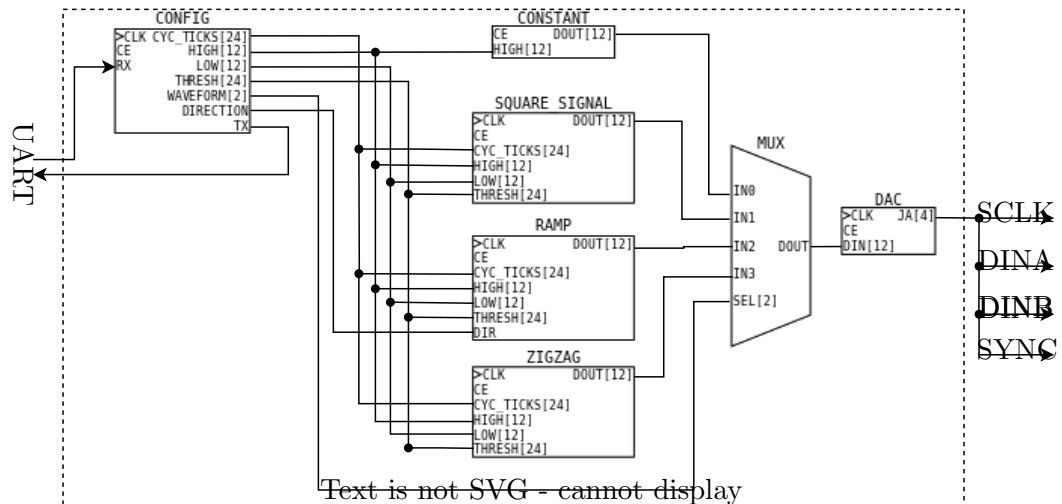 CONFIG
>CLK CYC_TICKS[24]
CE HIGH[12]
RX LOW[12]
THRESH[24]
WAVEFORM[2]
DIRECTION
TX
UART
CONSTANT
CE DOUT[12]
HIGH[12]
SQUARE_SIGNAL
>CLK DOUT[12]
CE
CYC_TICKS[24]
HIGH[12]
LOW[12]
THRESH[24]
RAMP
>CLK DOUT[12]
CE
CYC_TICKS[24]
HIGH[12]
LOW[12]
THRESH[24]
DIR
ZIGZAG
>CLK DOUT[12]
CE
CYC_TICKS[24]
HIGH[12]
LOW[12]
THRESH[24]
MUX
IN0
IN1
IN2 DOUT
IN3
SEL[2]
DAC
>CLK JA[4]
CE
DIN[12]
SCLK
DINA
DINB
SYNC
Text is not SVG - cannot display